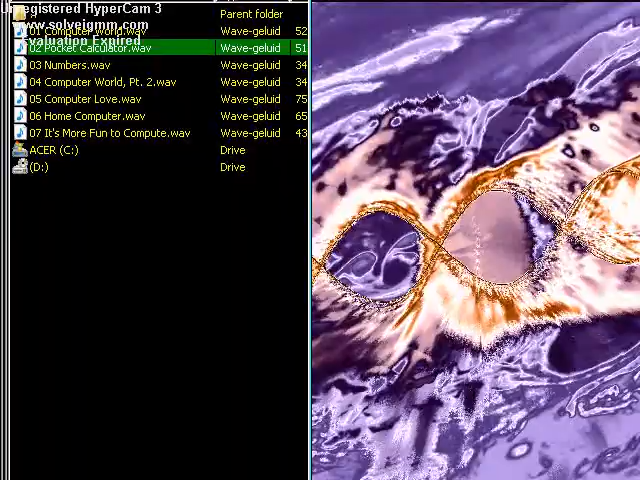 Unregistered HyperCam 3
www.solveigmm.com
Evaluation Expired
.. Parent folder
01 Computer World.wav Wave-geluid 52
02 Pocket Calculator.wav Wave-geluid 51
03 Numbers.wav Wave-geluid 34
04 Computer World, Pt. 2.wav Wave-geluid 34
05 Computer Love.wav Wave-geluid 75
06 Home Computer.wav Wave-geluid 65
07 It's More Fun to Compute.wav Wave-geluid 43
ACER (C:) Drive
(D:) Drive